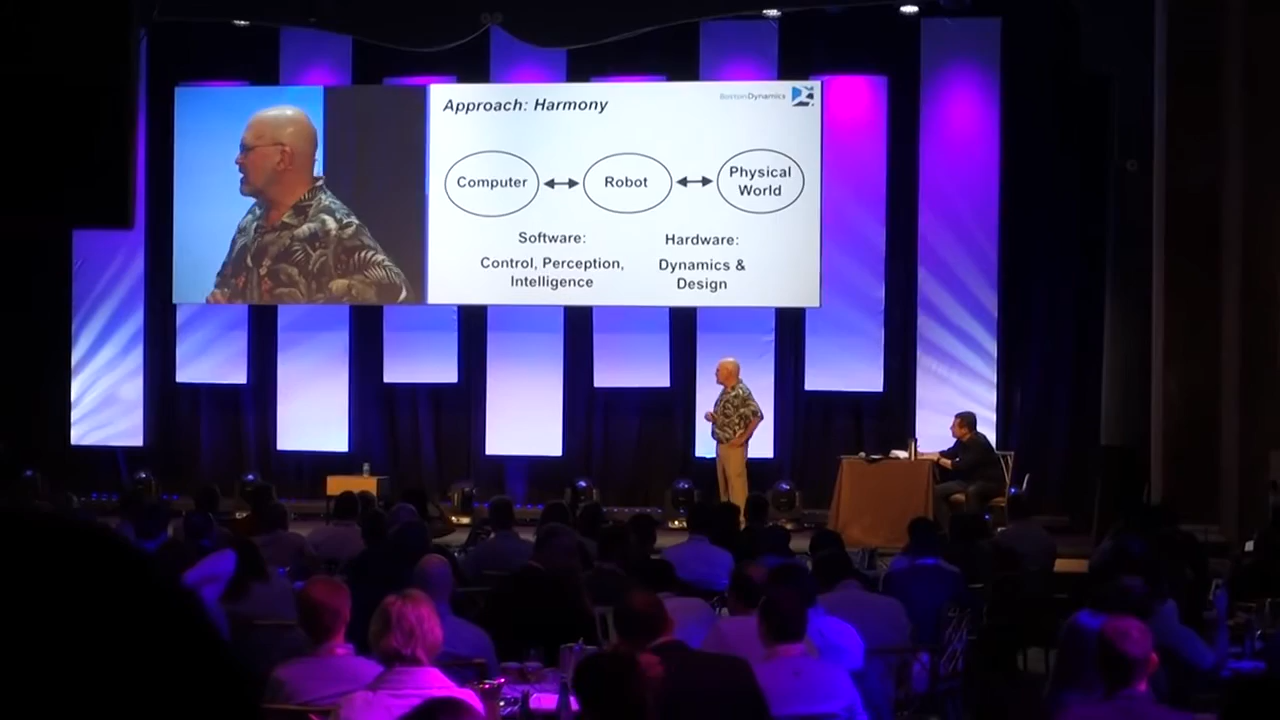 Approach: Harmony
BostonDynamics
Computer
Robot
Physical
World
Software:
Control, Perception,
Intelligence
Hardware:
Dynamics &
Design